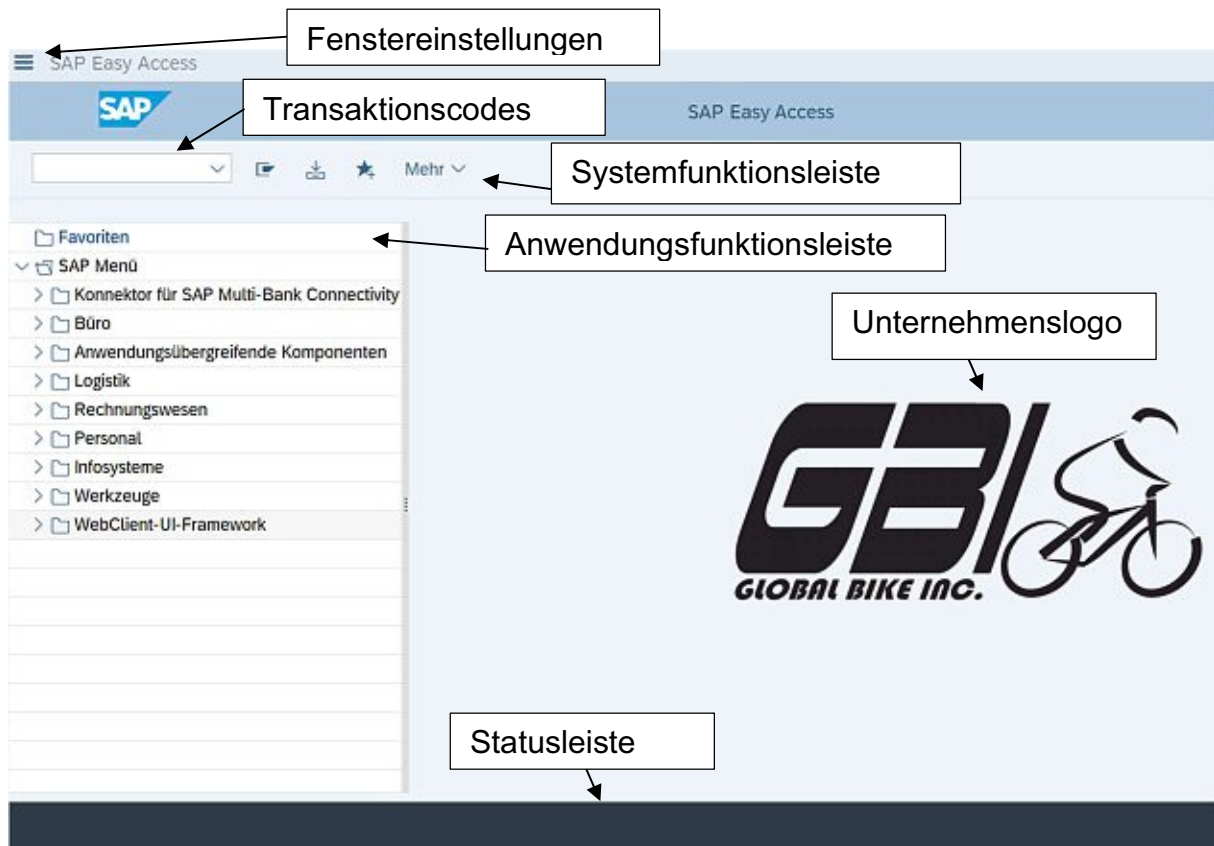 Fenstereinstellungen
SAP Easy Access
SAP
Transaktionscodes
SAP Easy Access
Mehr
Systemfunktionsleiste
Favoriten
Anwendungsfunktionsleiste
SAP Menü
Konnektor für SAP Multi-Bank Connectivity
Büro
Unternehmenslogo
Anwendungsübergreifende Komponenten
Logistik
Rechnungswesen
Personal
Infosysteme
Werkzeuge
WebClient-UI-Framework
GBI
GLOBAL BIKE INC.
Statusleiste